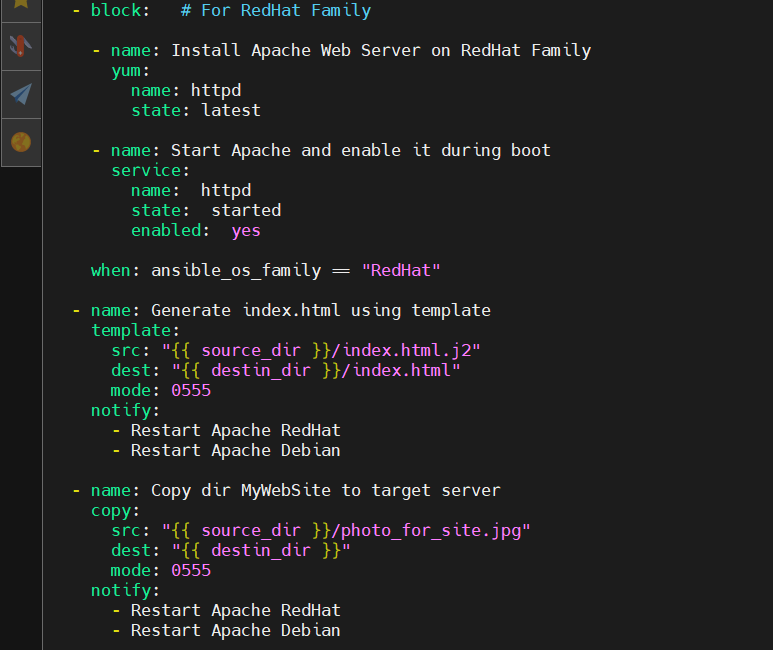 - block:   # For RedHat Family
- name: Install Apache Web Server on RedHat Family
yum:
name: httpd
state: latest
- name: Start Apache and enable it during boot
service:
name:  httpd
state:  started
enabled:  yes
when: ansible_os_family == "RedHat"
- name: Generate index.html using template
template:
src: "{{ source_dir }}/index.html.j2"
dest: "{{ destin_dir }}/index.html"
mode: 0555
notify:
- Restart Apache RedHat
- Restart Apache Debian
- name: Copy dir MyWebSite to target server
copy:
src: "{{ source_dir }}/photo_for_site.jpg"
dest: "{{ destin_dir }}"
mode: 0555
notify:
- Restart Apache RedHat
- Restart Apache Debian